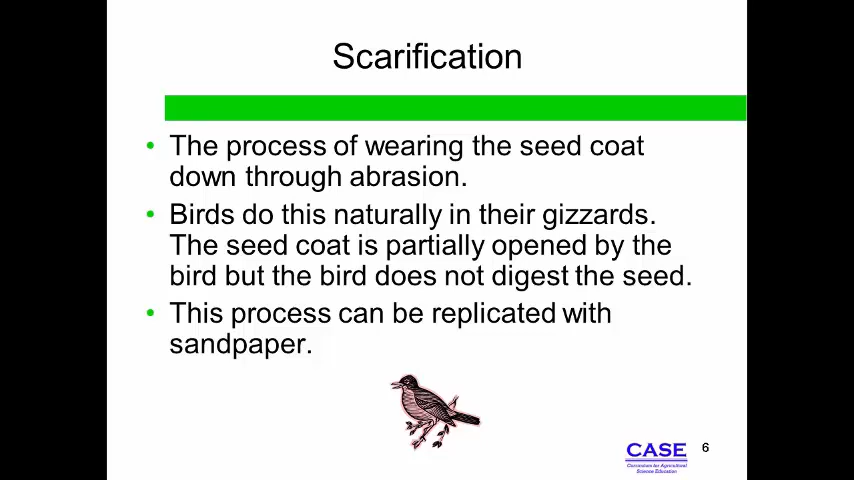 Scarification
• The process of wearing the seed coat
down through abrasion.
• Birds do this naturally in their gizzards.
The seed coat is partially opened by the
bird but the bird does not digest the seed.
• This process can be replicated with
sandpaper.
CASE
Curriculum for Agricultural
Science Education
6